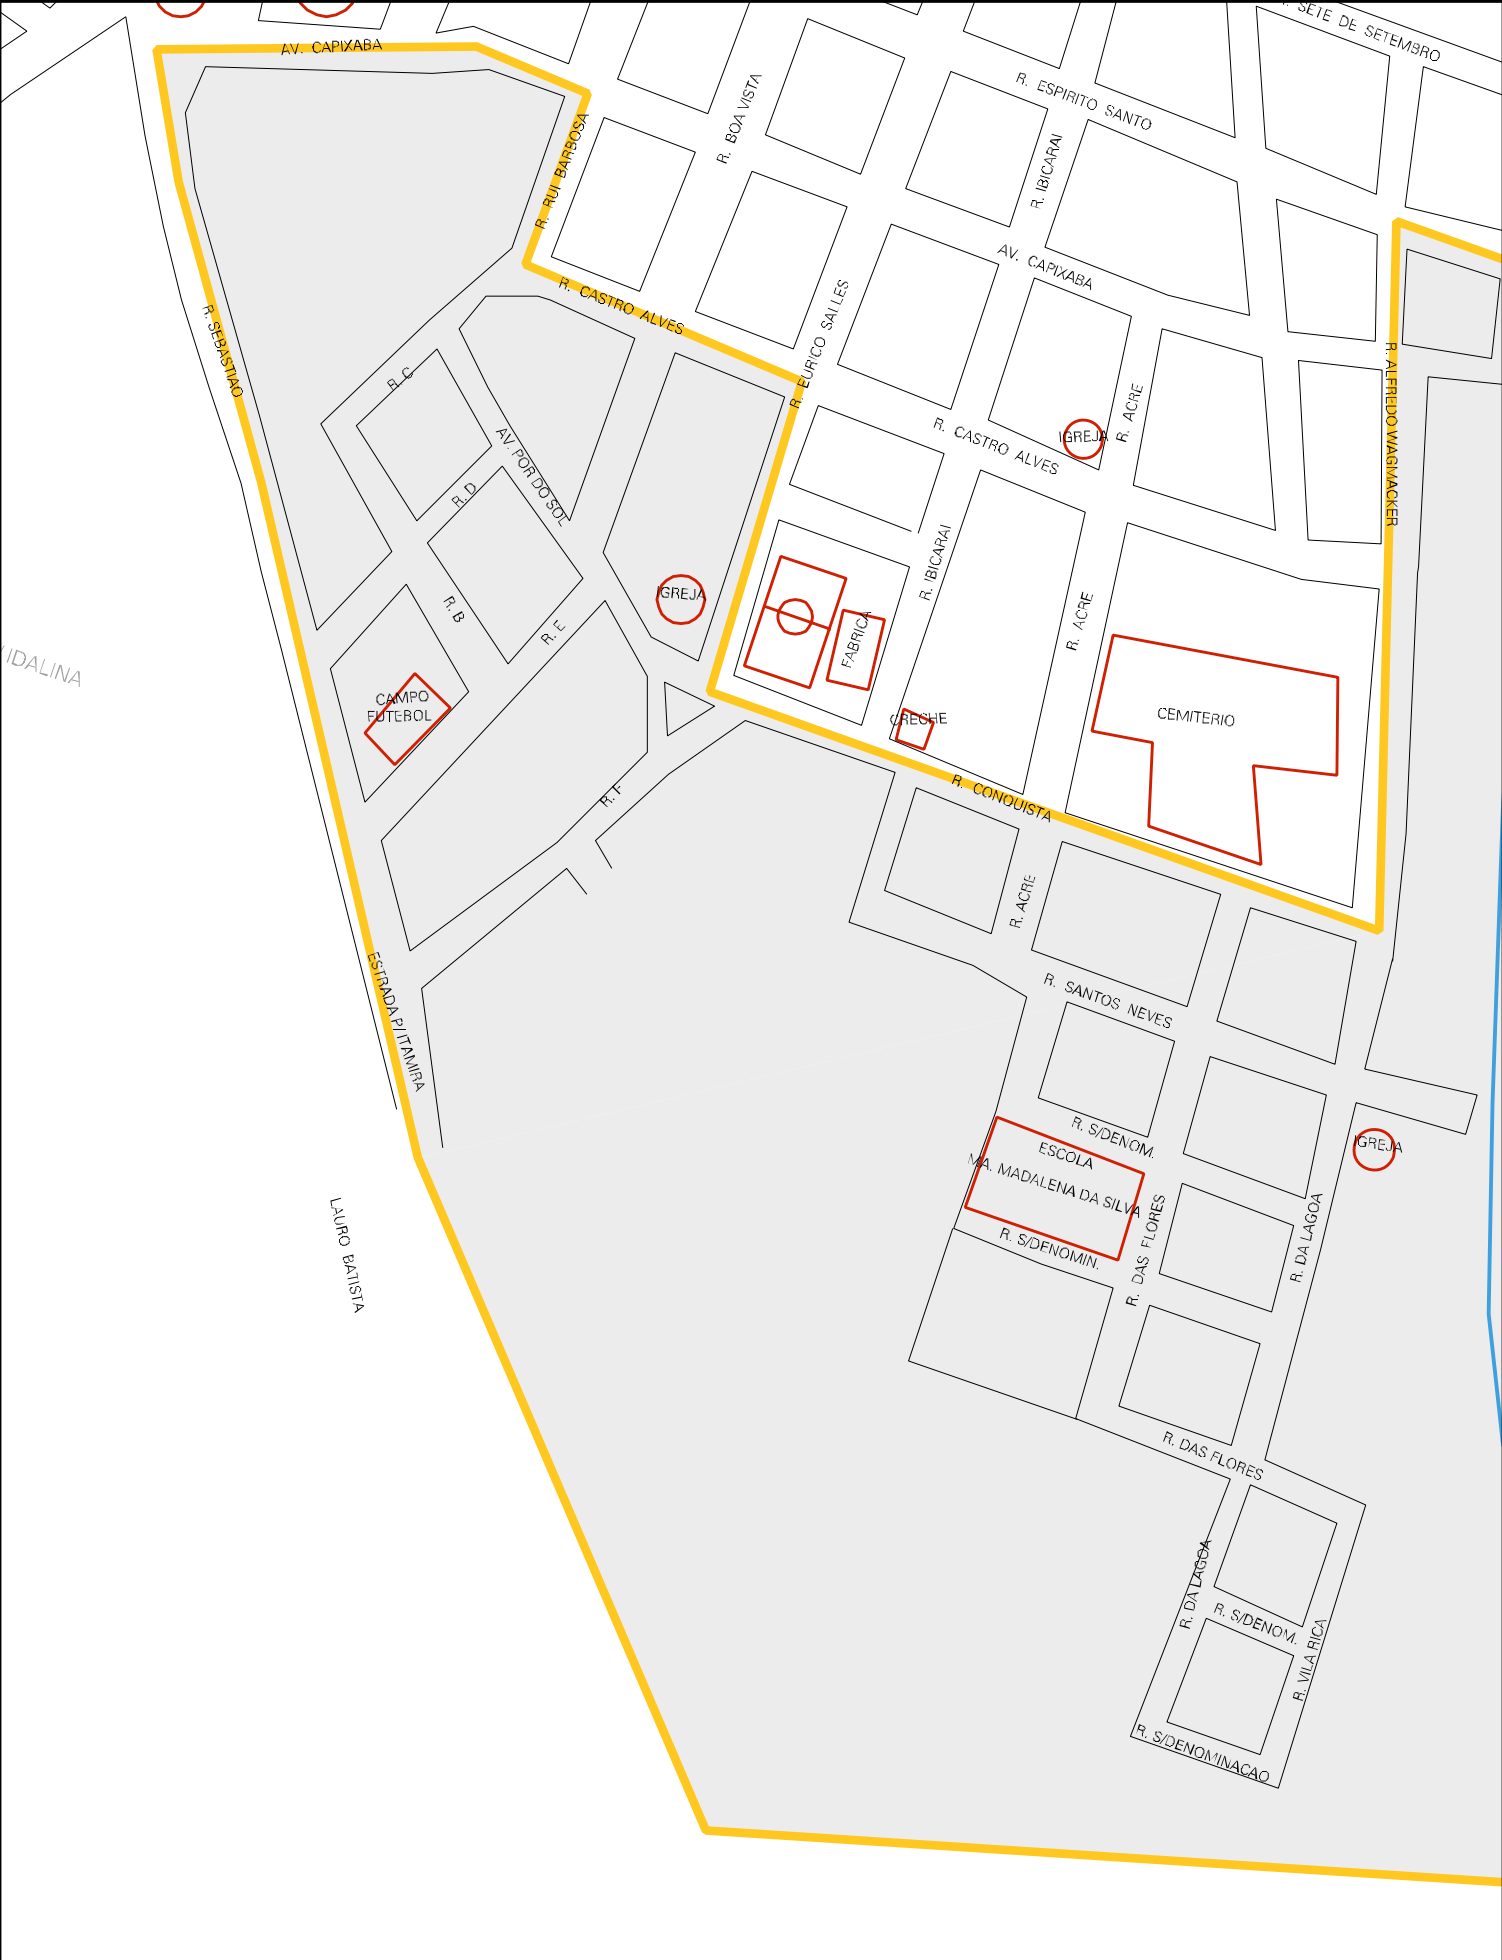 SETE DE SETEMBRO
AV. CAPIXABA
R. ESPIRITO SANTO
R. BOA VISTA
R. RUI BARBOSA
R. IBICARAI
AV. CAPIXABA
R. CASTRO ALVES
R. EURICO SALLES
R. SEBASTIAO
R. ALFREDO WAGMACKER
R. C
R. ACRE
IGREJA
R. CASTRO ALVES
AV. POR DO SOL
R. D
R. IBICARAI
IGREJA
R. B
R. E
R. ACRE
FABRICA
UDALINA
CAMPO
FUTEBOL
CRECHE
CEMITERIO
R. F
R. CONQUISTA
R. ACRE
ESTRADA P/ ITAMIRA
R. SANTOS NEVES
R. S/DENOM.
ESCOLA
MA. MADALENA DA SILVA
IGREJA
R. S/DENOMIN.
R. DAS FLORES
R. DA LAGOA
LAURO BATISTA
R. DAS FLORES
R. DA LAGOA
R. S/DENOM.
R. VILA RICA
R. S/DENOMINACAO